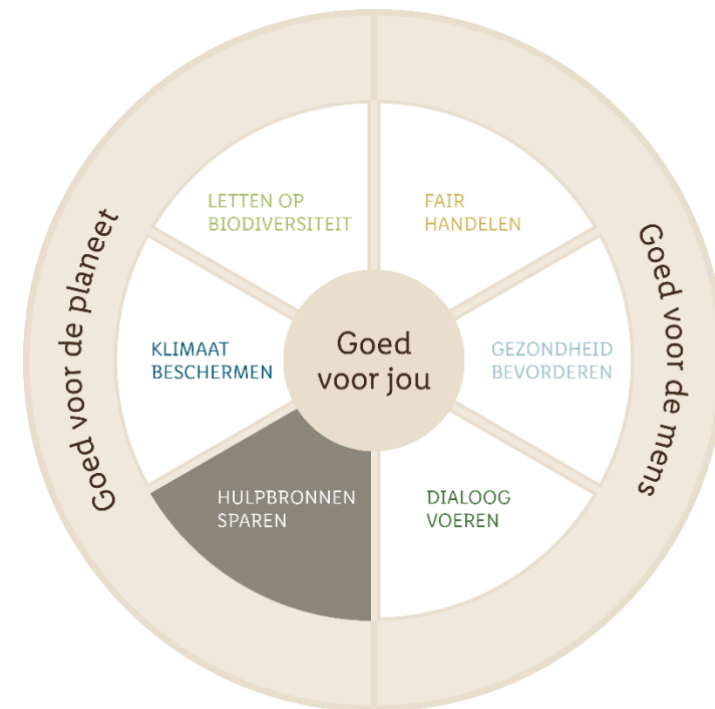 Goed voor de planeet
LETTEN OP
BIODIVERSITEIT
FAIR
HANDELEN
Goed voor de mens
KLIMAAT
BESCHERMEN
Goed
voor jou
GEZONDHEID
BEVORDEREN
HULPBRONNEN
SPAREN
DIALOOG
VOEREN